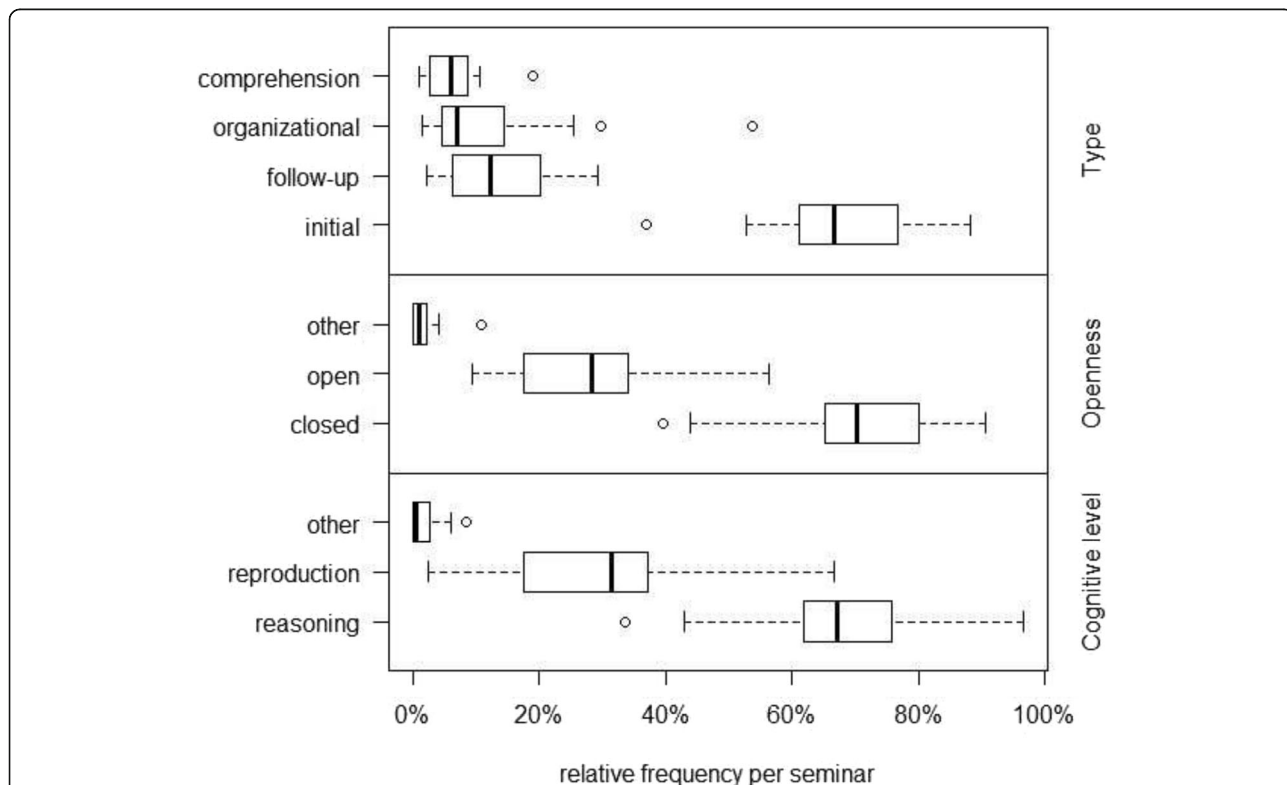 comprehension
organizational
follow-up
initial
Type
other
open
closed
Openness
other
reproduction
reasoning
Cognitive level
0% 20% 40% 60% 80% 100%
relative frequency per seminar